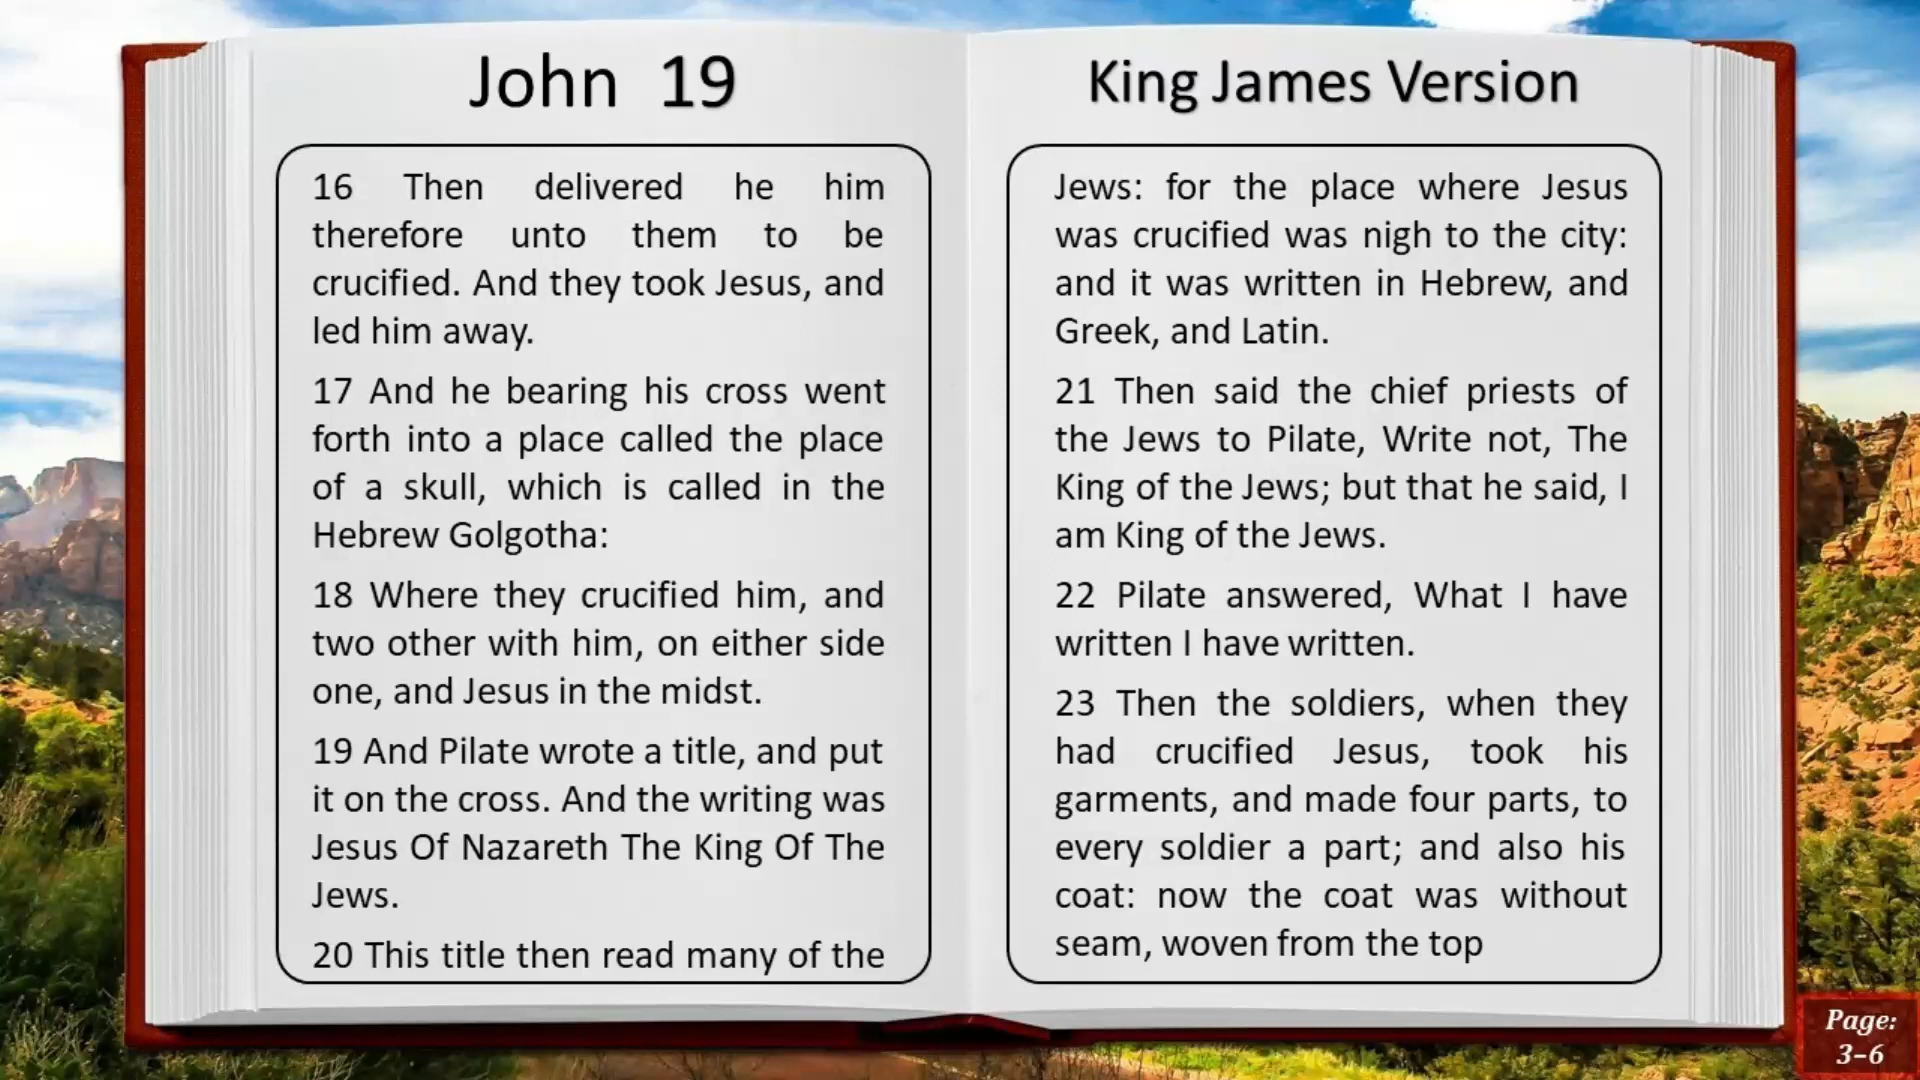 John 19
16 Then delivered he him
therefore unto them to be
crucified. And they took Jesus, and
led him away.
17 And he bearing his cross went
forth into a place called the place
of a skull, which is called in the
Hebrew Golgotha:
18 Where they crucified him, and
two other with him, on either side
one, and Jesus in the midst.
19 And Pilate wrote a title, and put
it on the cross. And the writing was
Jesus Of Nazareth The King Of The
Jews.
20 This title then read many of the
King James Version
Jews: for the place where Jesus
was crucified was nigh to the city:
and it was written in Hebrew, and
Greek, and Latin.
21 Then said the chief priests of
the Jews to Pilate, Write not, The
King of the Jews; but that he said, I
am King of the Jews.
22 Pilate answered, What I have
written I have written.
23 Then the soldiers, when they
had crucified Jesus, took his
garments, and made four parts, to
every soldier a part; and also his
coat: now the coat was without
seam, woven from the top
Page:
3–6